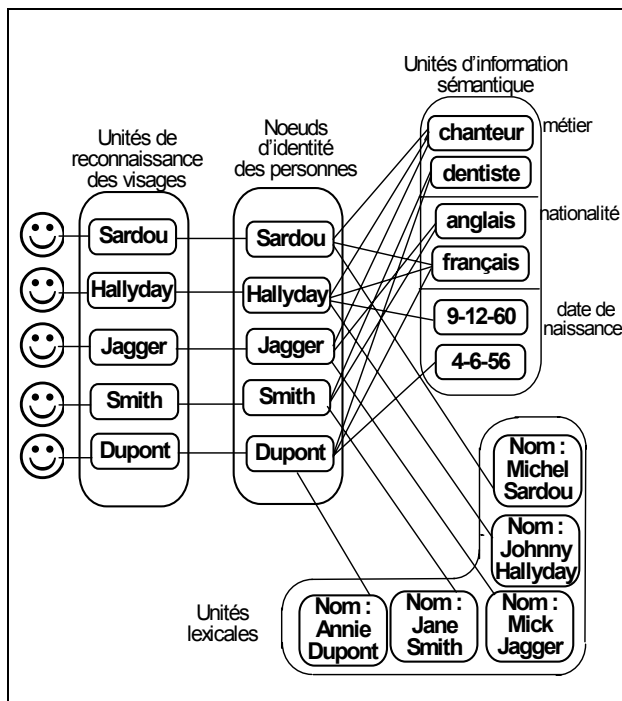 Unités d'information
sémantique
Unités de
reconnaissance
des visages
Noeuds
d'identité
des personnes
chanteur
métier
dentiste
anglais
nationalité
français
9-12-60
date de
naissance
4-6-56
Sardou
Sardou
Hallyday
Hallyday
Jagger
Jagger
Smith
Smith
Dupont
Dupont
Nom :
Michel
Sardou
Nom :
Johnny
Hallyday
Unités
lexicales
Nom :
Annie
Dupont
Nom :
Jane
Smith
Nom :
Mick
Jagger